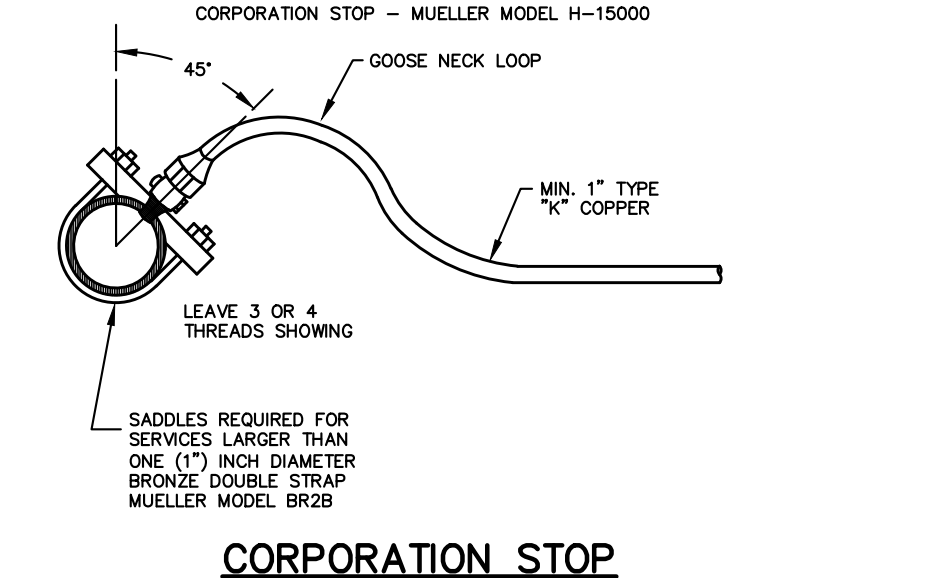 CORPORATION STOP – MUELLER MODEL H–15000
45°
GOOSE NECK LOOP
MIN. 1” TYPE
”K” COPPER
LEAVE 3 OR 4
THREADS SHOWING
SADDLES REQUIRED FOR
SERVICES LARGER THAN
ONE (1”) INCH DIAMETER
BRONZE DOUBLE STRAP
MUELLER MODEL BR2B
CORPORATION STOP